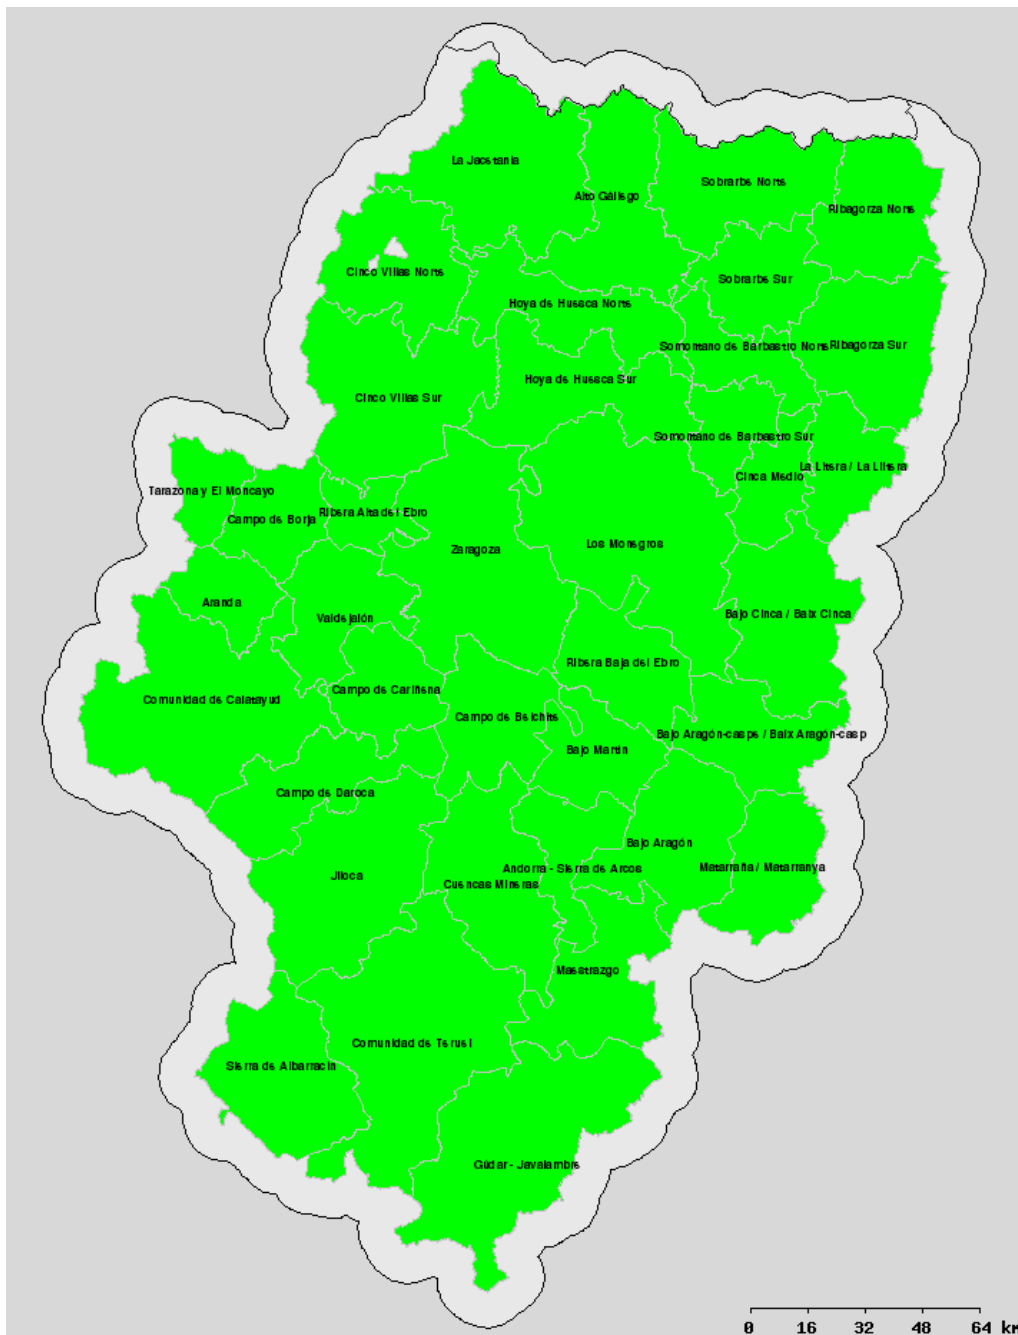 La Jacetania
Sobrarbe Norte
Alto Gállego
Ribagorza Norte
Cinco Villas Norte
Sobrarbe Sur
Hoya de Huesca Norte
Somontano de Barbastro Norte
Ribagorza Sur
Hoya de Huesca Sur
Cinco Villas Sur
Somontano de Barbastro Sur
La Litera / La Llitera
Cinca Medio
Tarazona y El Moncayo
Ribera Alta del Ebro
Campo de Borja
Zaragoza
Los Monegros
Aranda
Valdejalón
Bajo Cinca / Baix Cinca
Ribera Baja del Ebro
Campo de Cariñena
Comunidad de Calatayud
Campo de Belchite
Bajo Aragón-caspe / Baix Aragón-casp
Bajo Martín
Campo de Daroca
Bajo Aragón
Andorra - Sierra de Arcos
Matarraña / Matarranya
Jiloca
Cuencas Mineras
Maestrazgo
Comunidad de Teruel
Sierra de Albarracín
Gúdar - Javalambre
0 16 32 48 64 km